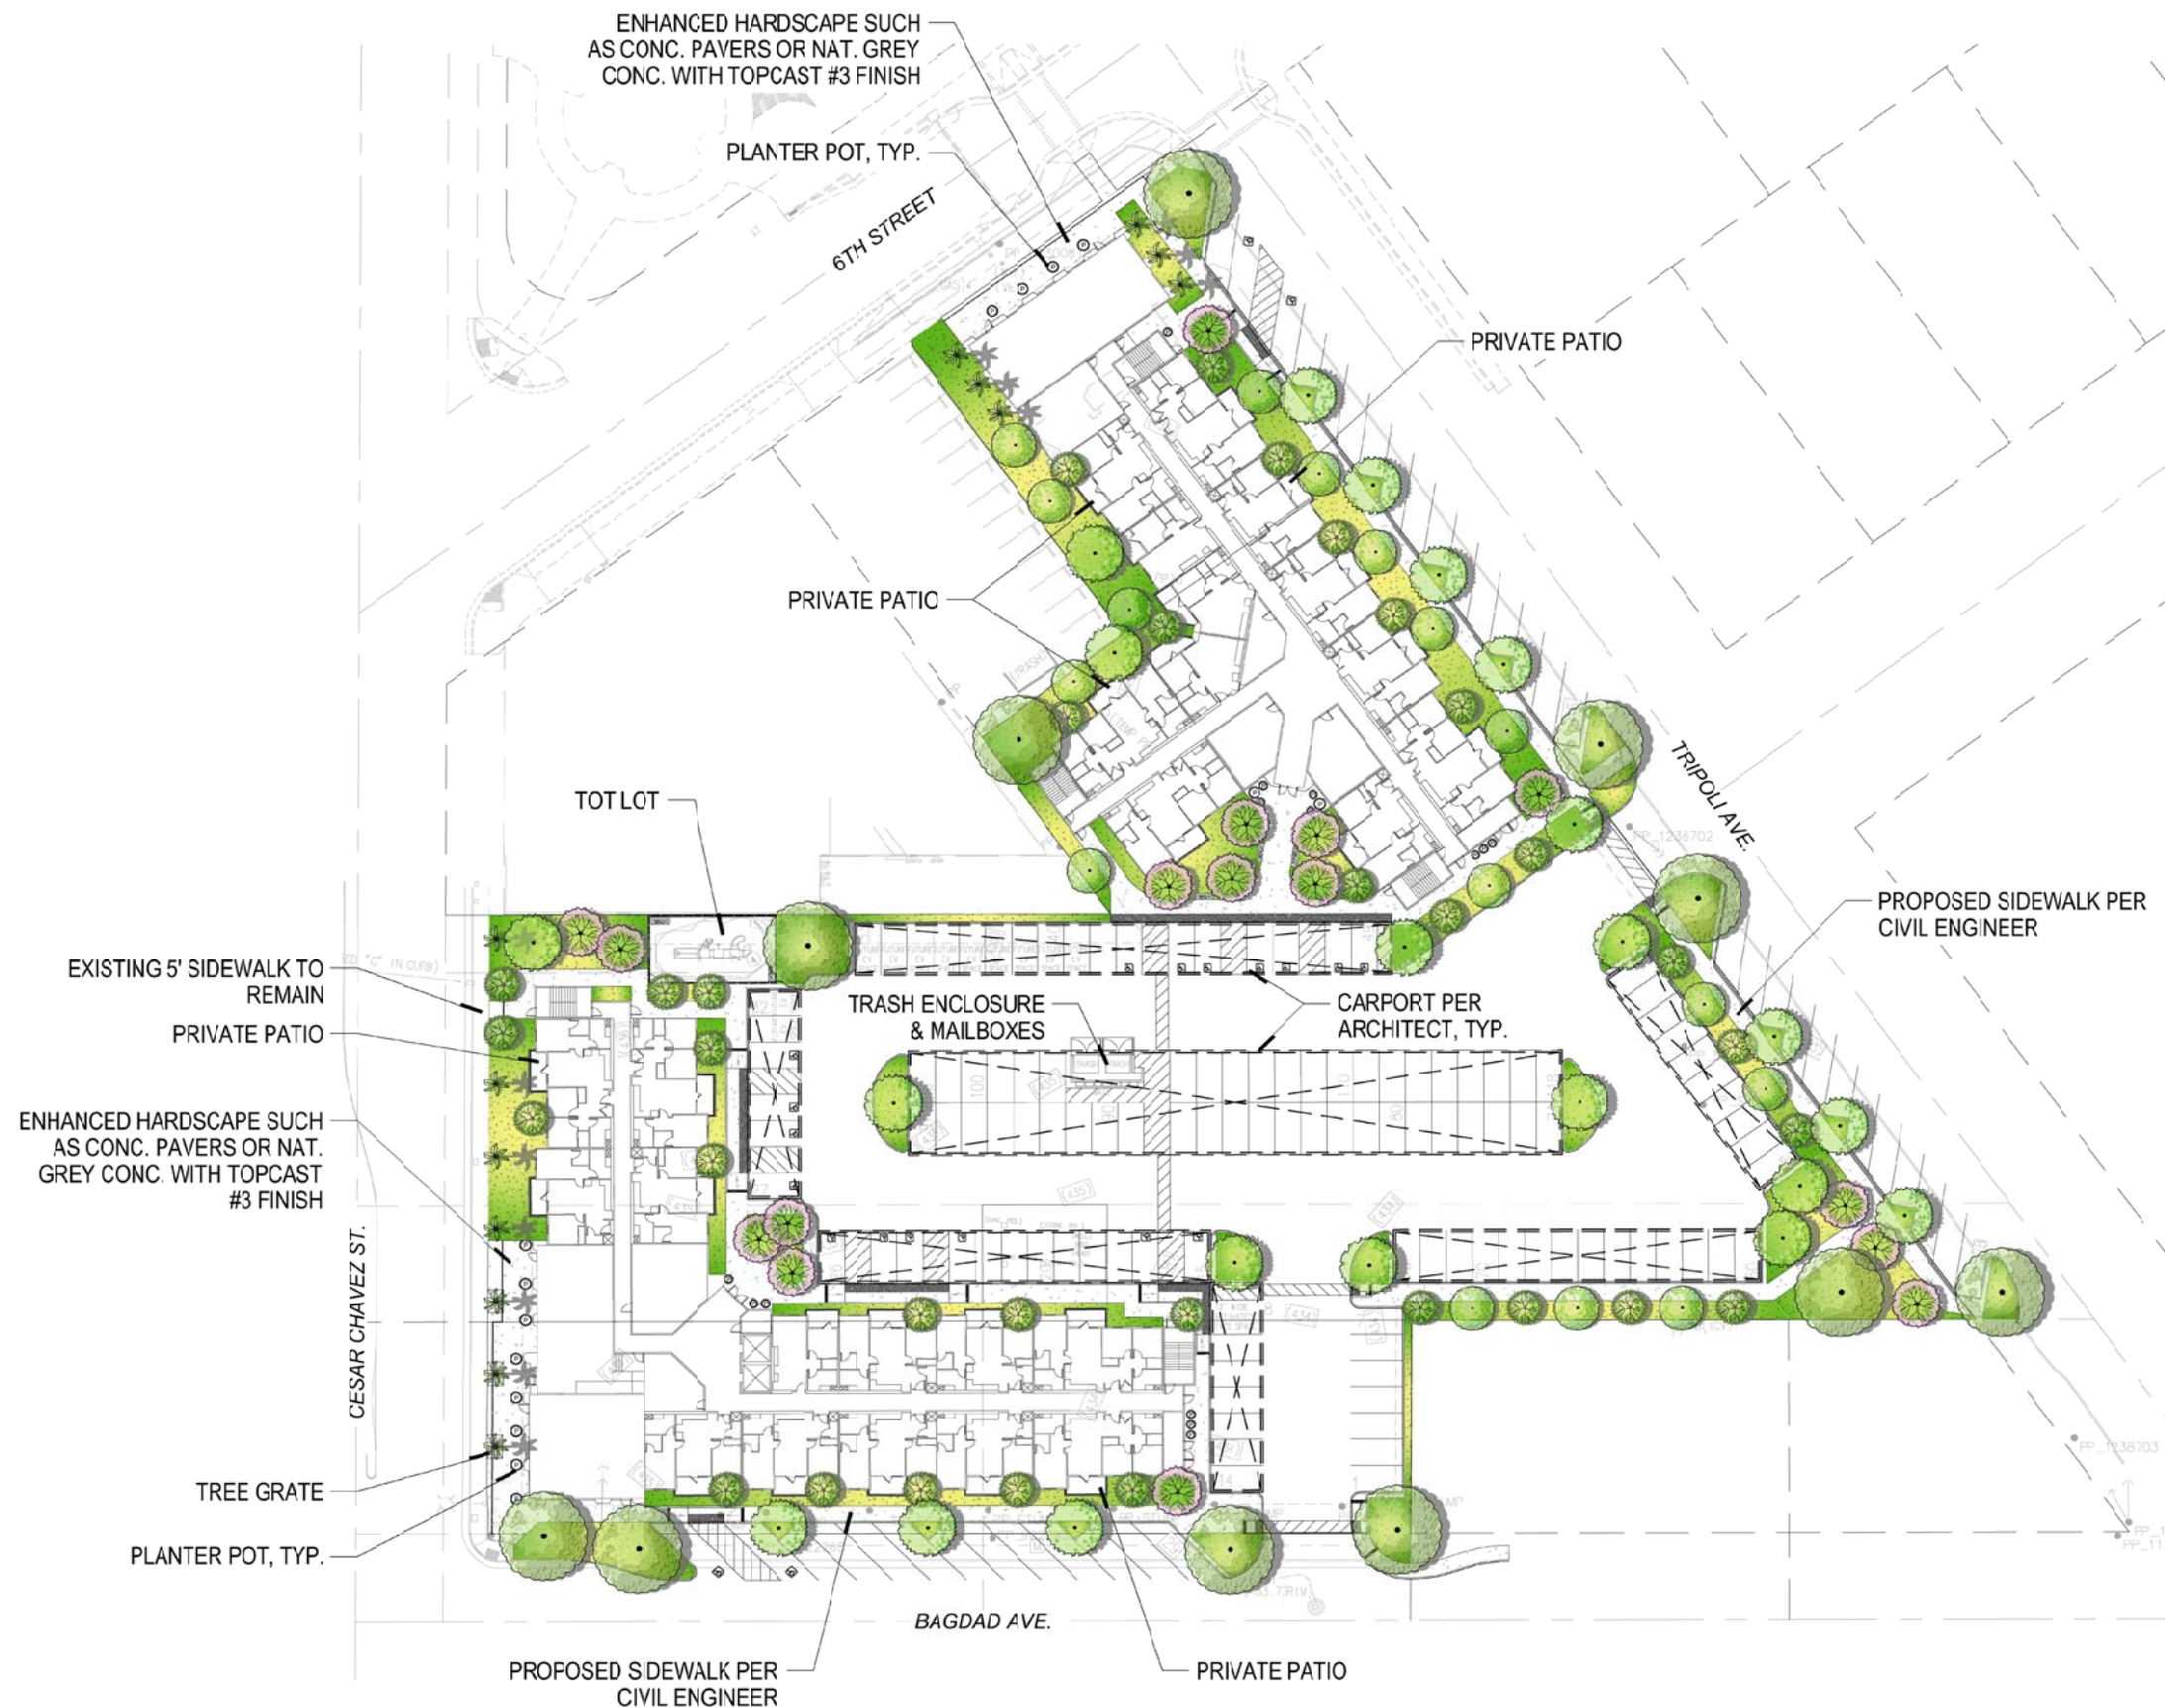 ENHANCED HARDSCAPE SUCH
AS CONC. PAVERS OR NAT. GREY
CONC. WITH TOPCAST #3 FINISH
PLANTER POT, TYP.
6TH STREET
PRIVATE PATIO
PRIVATE PATIO
TRIPOLI AVE.
PP_1238702
TOT LOT
PROPOSED SIDEWALK PER
CIVIL ENGINEER
EXISTING 5' SIDEWALK TO
REMAIN
PRIVATE PATIO
TRASH ENCLOSURE
& MAILBOXES
CARPORT PER
ARCHITECT, TYP.
ENHANCED HARDSCAPE SUCH
AS CONC. PAVERS OR NAT.
GREY CONC. WITH TOPCAST
#3 FINISH
CESAR CHAVEZ ST.
PP_1238703
TREE GRATE
PLANTER POT, TYP.
BAGDAD AVE.
PROPOSED SIDEWALK PER
CIVIL ENGINEER
PRIVATE PATIO